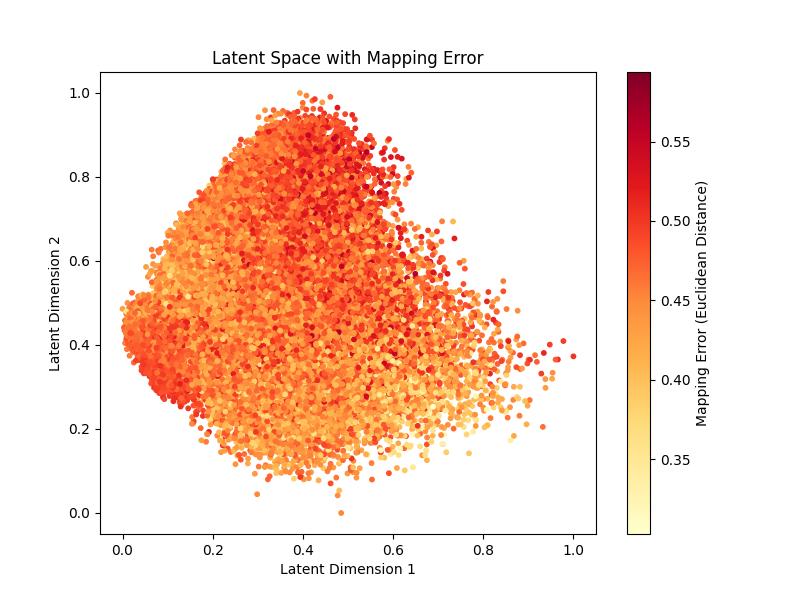 Latent Space with Mapping Error
Latent Dimension 2
1.0
0.8
0.6
0.4
0.2
0.0
0.0 0.2 0.4 0.6 0.8 1.0
Latent Dimension 1
0.55
0.50
0.45
0.40
0.35
Mapping Error (Euclidean Distance)